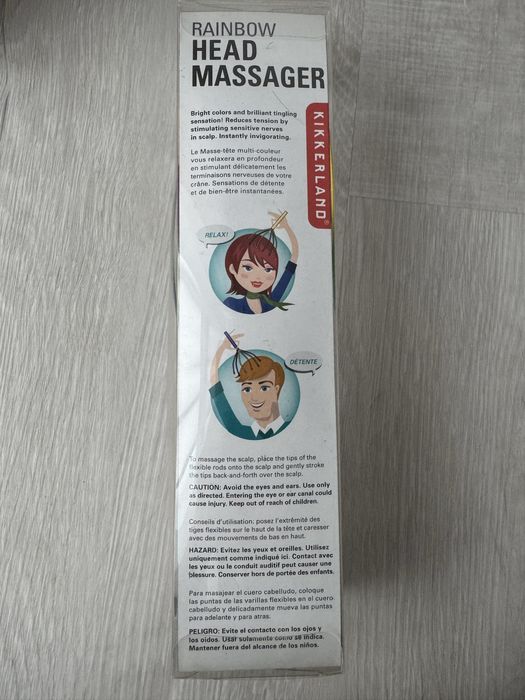 RAINBOW
HEAD
MASSAGER
KIKKERLAND®
Bright colors and brilliant tingling
sensation! Reduces tension by
stimulating sensitive nerves
in scalp. Instantly invigorating.
Le Masse-tête multi-couleur
vous relaxera en profondeur
en stimulant délicatement les
terminaisons nerveuses de votre
crâne. Sensations de détente
et de bien-être instantanées.
RELAX!
DÉTENTE
To massage the scalp, place the tips of the
flexible rods onto the scalp and gently stroke
the tips back-and-forth over the scalp.
CAUTION: Avoid the eyes and ears. Use only
as directed. Entering the eye or ear canal could
cause injury. Keep out of reach of children.
Conseils d'utilisation: posez l'extrémité des
tiges flexibles sur le haut de la tête et caresser
avec des mouvements de bas en haut.
HAZARD: Evitez les yeux et oreilles. Utilisez
uniquement comme indiqué ici. Contact avec
les yeux ou le conduit auditif peut causer une
blessure. Conserver hors de portée des enfants.
Para masajear el cuero cabelludo, coloque
las puntas de las varillas flexibles en el cuero
cabelludo y delicadamente mueva las puntas
para adelante y para atras.
PELIGRO: Evite el contacto con los ojos y
los oidos. Usar solamente como se indica.
Mantener fuera del alcance de los niños.